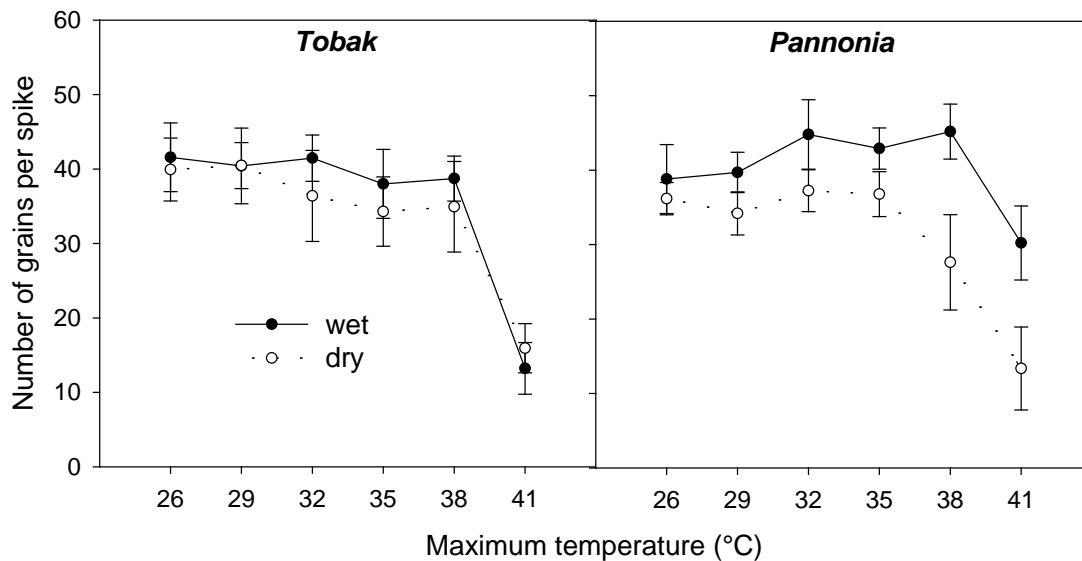 Tobak
Pannonia
Number of grains per spike
60
50
40
30
20
10
0
wet
dry
26 29 32 35 38 41
26 29 32 35 38 41
Maximum temperature (°C)